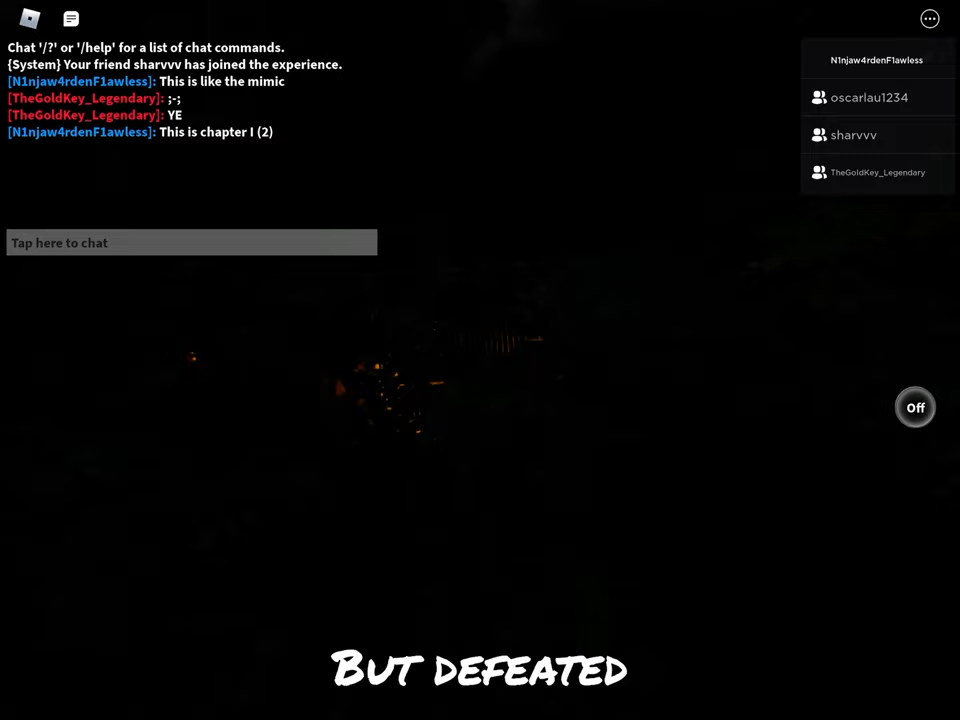 Chat '/?' or '/help' for a list of chat commands.
{System} Your friend sharvvv has joined the experience.
[N1njaw4rdenF1awless]: This is like the mimic
[TheGoldKey_Legendary]: ;-;
[TheGoldKey_Legendary]: YE
[N1njaw4rdenF1awless]: This is chapter I (2)
Tap here to chat
N1njaw4rdenF1awless
oscarlau1234
sharvvv
TheGoldKey_Legendary
Off
BUT DEFEATED